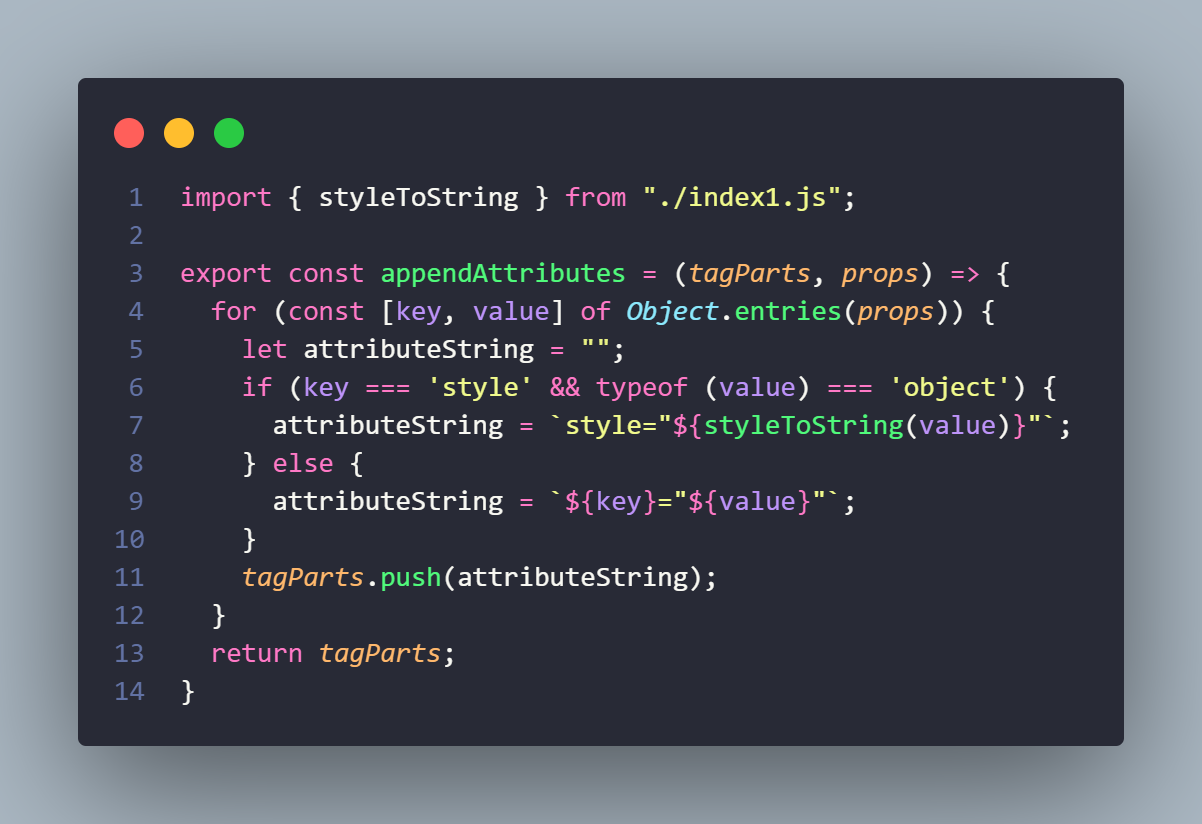 1 import { styleToString } from "./index1.js";
2
3 export const appendAttributes = (tagParts, props) => {
4   for (const [key, value] of Object.entries(props)) {
5     let attributeString = "";
6     if (key === 'style' && typeof (value) === 'object') {
7       attributeString = `style="${styleToString(value)}"`;
8     } else {
9       attributeString = `${key}="${value}"`;
10     }
11     tagParts.push(attributeString);
12   }
13   return tagParts;
14 }